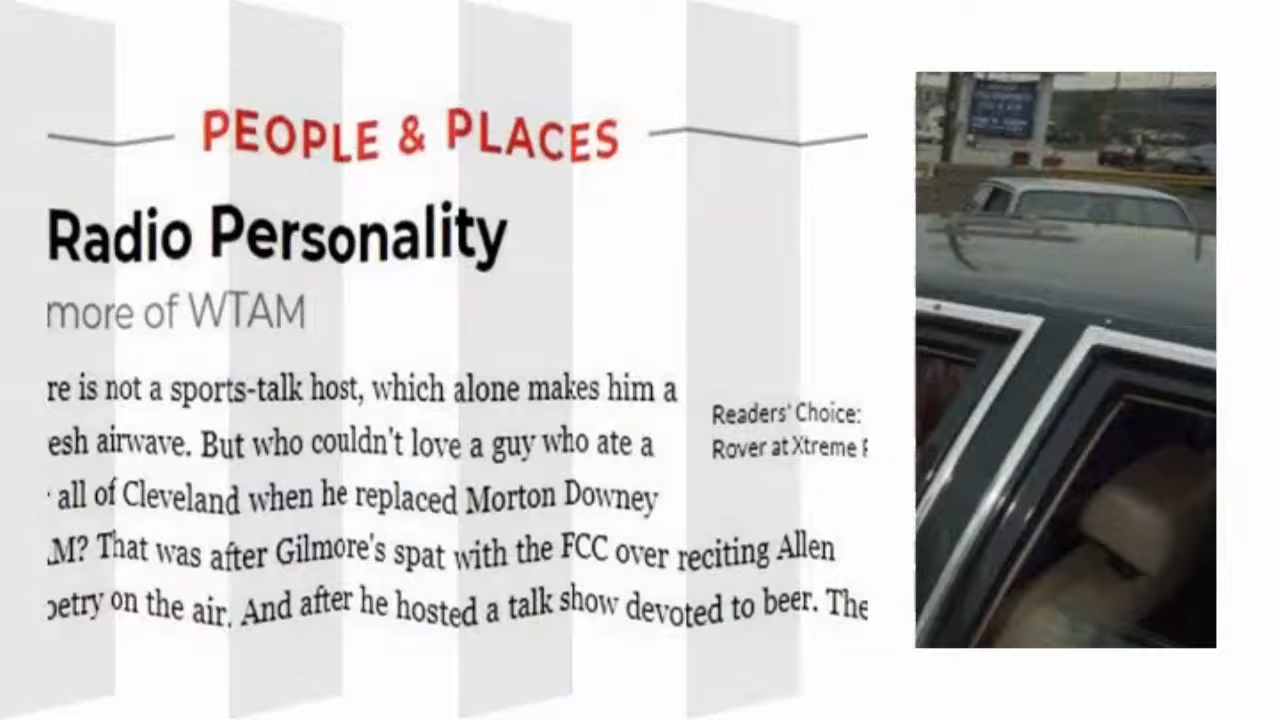 PEOPLE & PLACES
Radio Personality
more of WTAM
re is not a sports-talk host, which alone makes him a
esh airwave. But who couldn't love a guy who ate a
all of Cleveland when he replaced Morton Downey
M? That was after Gilmore's spat with the FCC over reciting Allen
oetry on the air. And after he hosted a talk show devoted to beer. The
Readers' Choice:
Rover at Xtreme